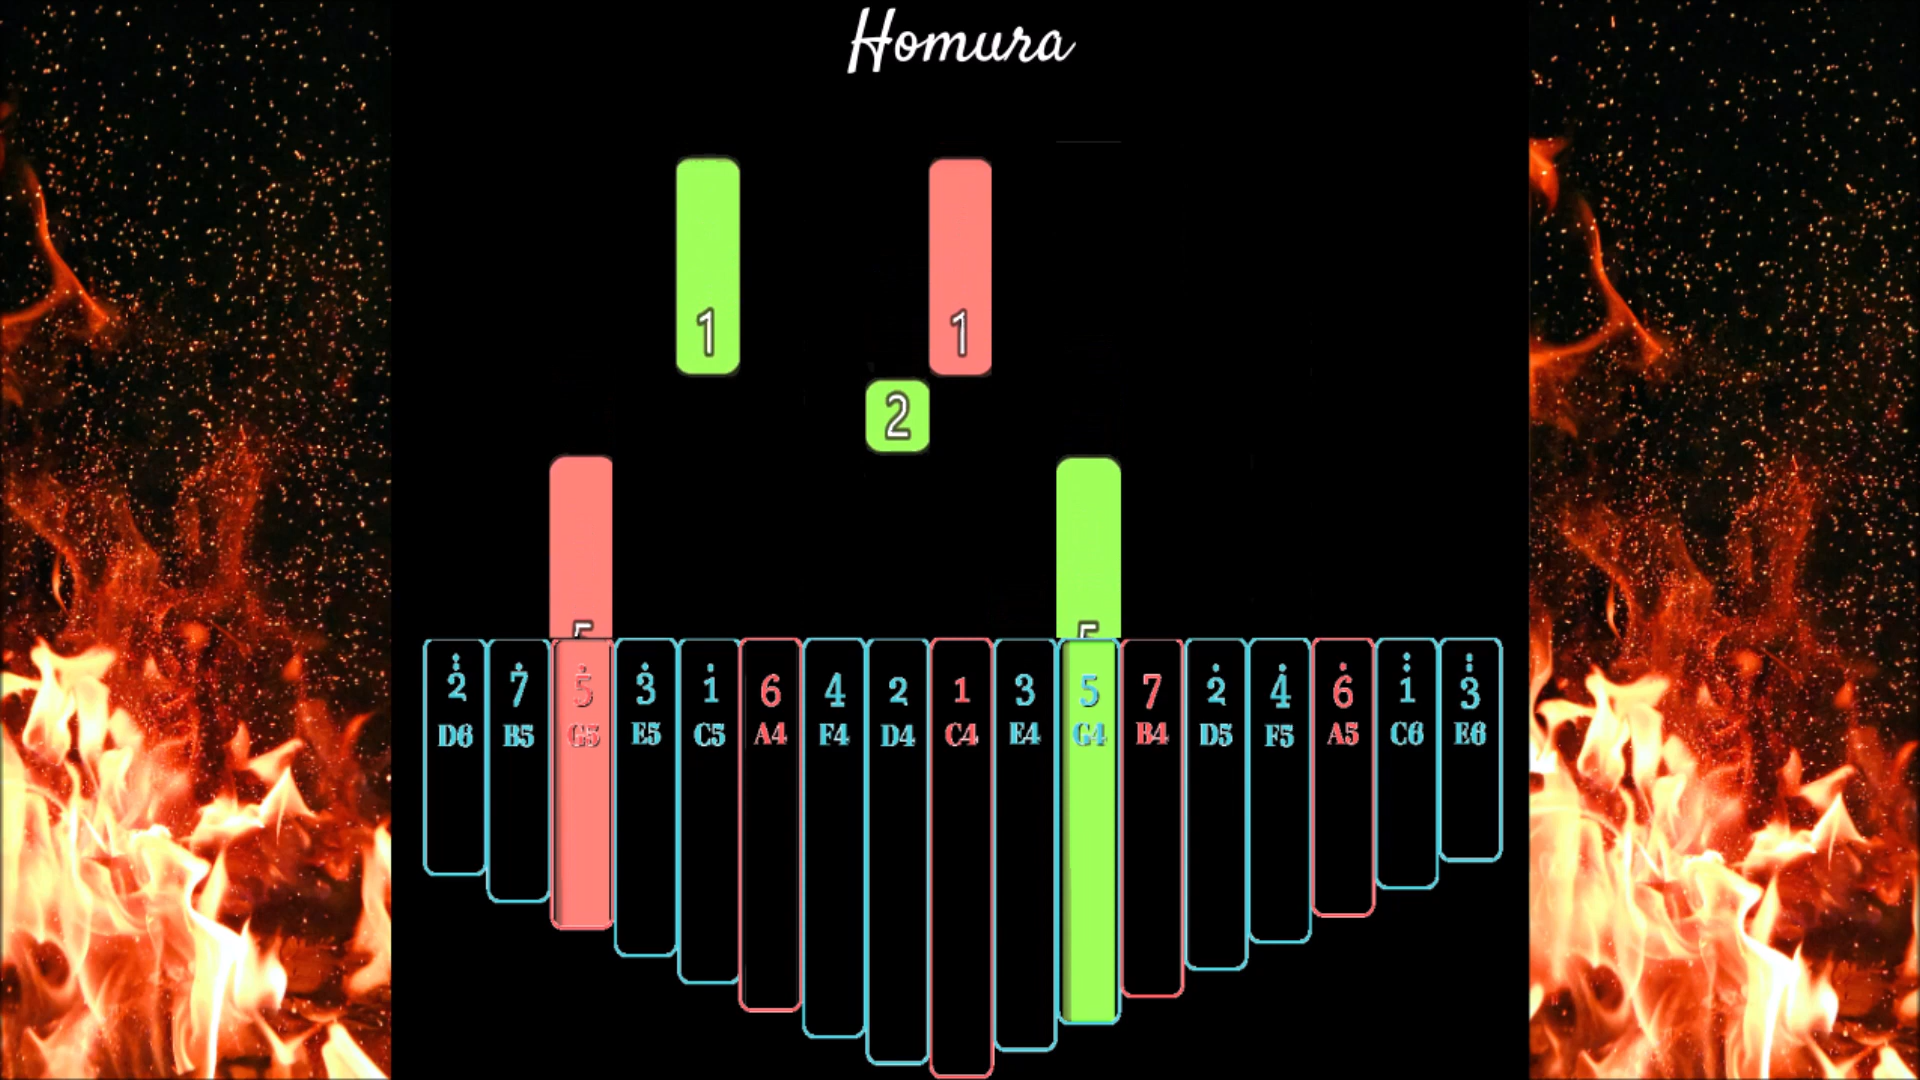 Homura
1 1
2
5 5
2̈ 7̇ 5̇ 3̇ 1̇ 6 4 2 1 3 5 7 2̇ 4̇ 6̇ 1̈ 3̈
D6 B5 G5 E5 C5 A4 F4 D4 C4 E4 G4 B4 D5 F5 A5 C6 E6